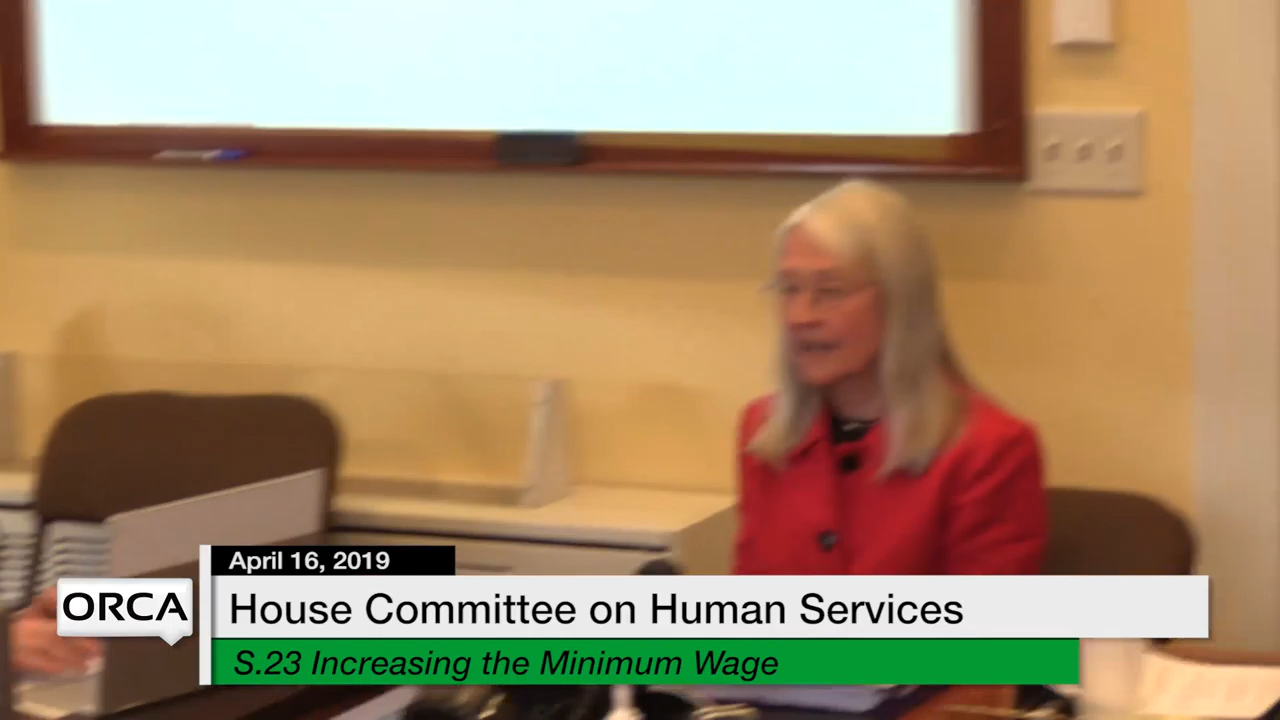 April 16, 2019
ORCA
House Committee on Human Services
S.23 Increasing the Minimum Wage